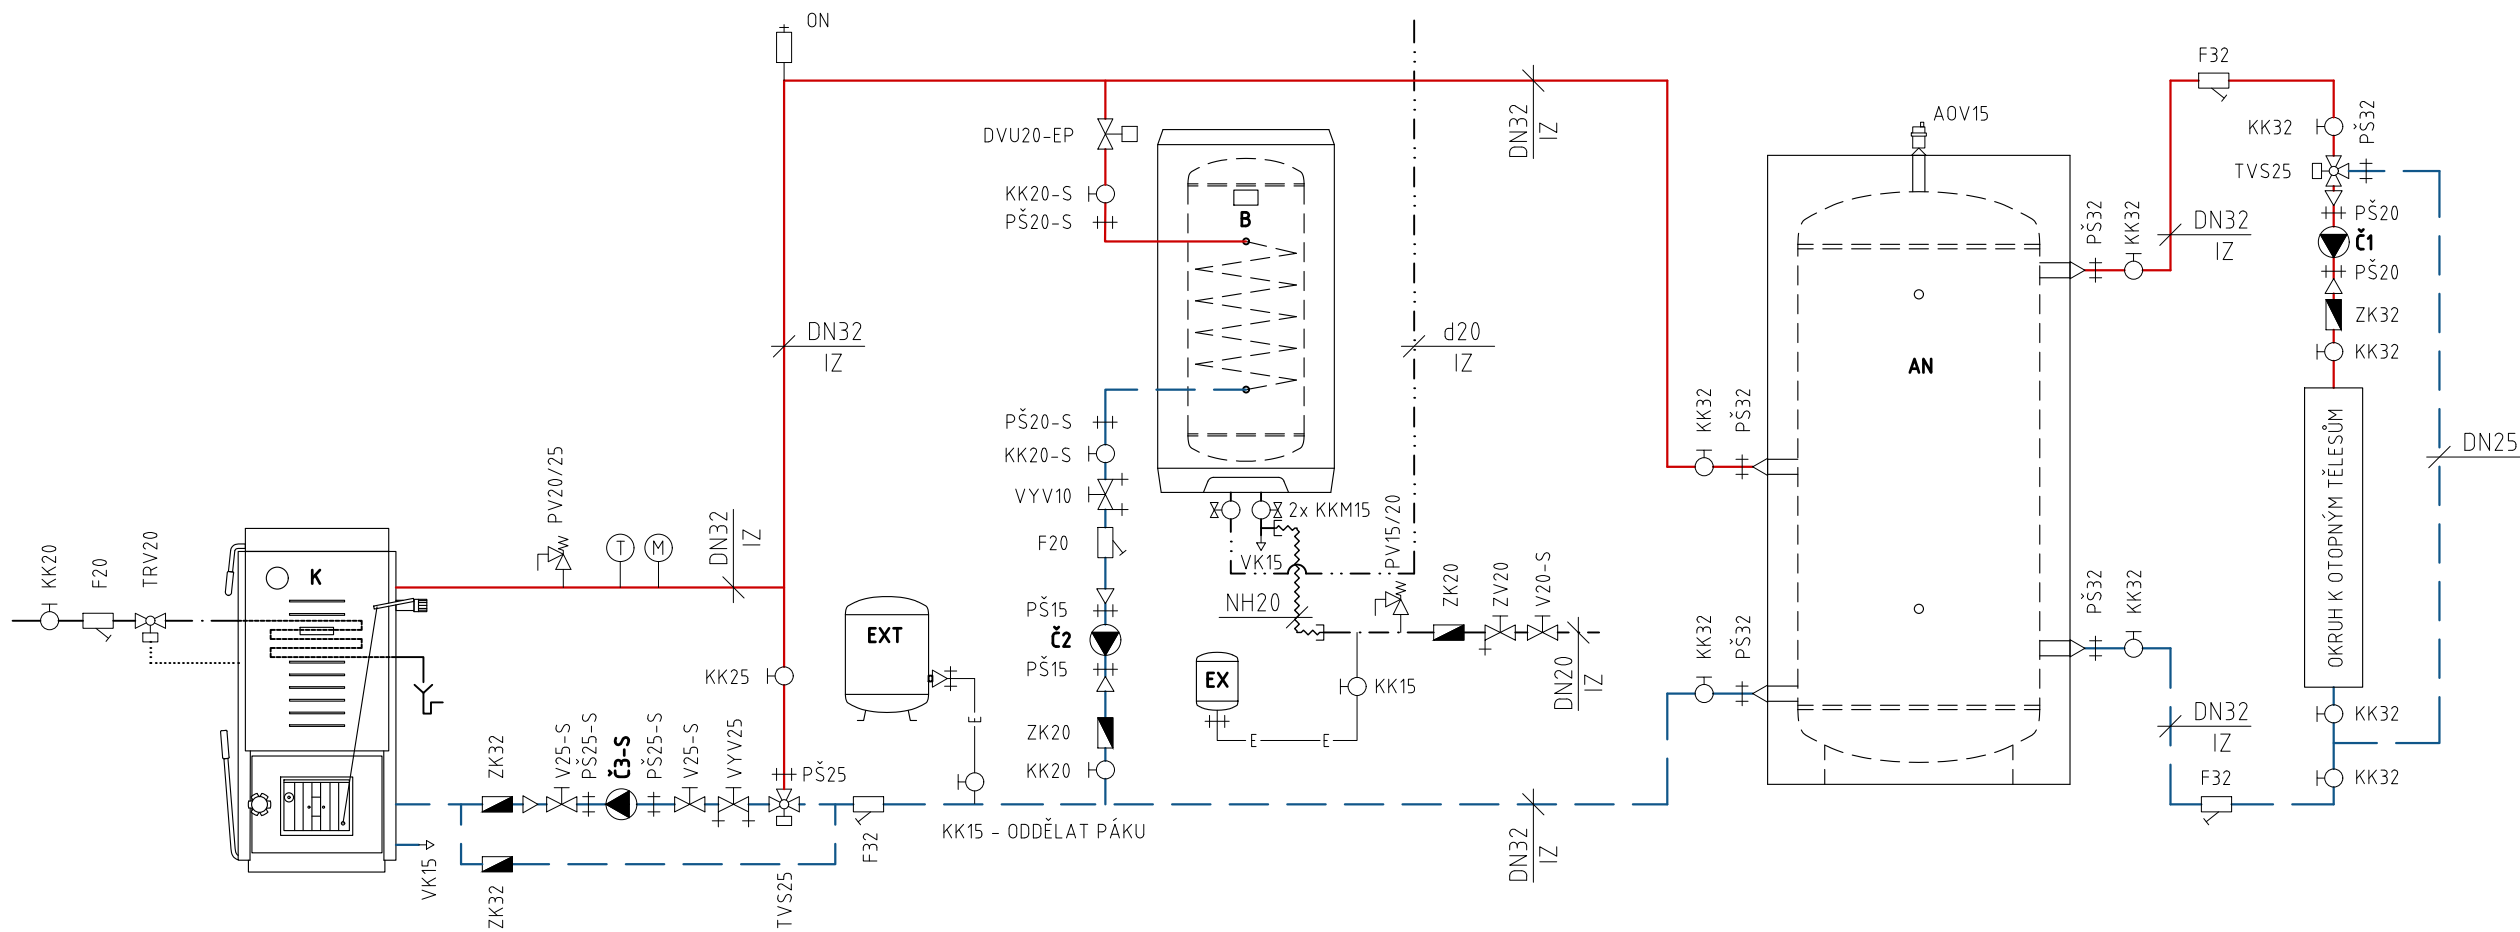 ON
F32
AOV15
DN32
IZ
DVU20-EP
KK32
PŠ32
TVS25
KK20-S
PŠ20-S
B
PŠ32
KK32
DN32
IZ
PŠ20
Č1
PŠ20
ZK32
KK32
DN32
IZ
d20
IZ
AN
KK32
PŠ32
PŠ20-S
KK20-S
OKRUH K OTOPNÝM TĚLESŮM
DN25
PV20/25
VYV10
2x KKM15
PV15/20
DN32
IZ
T
M
F20
VK15
KK20
F20
TRV20
K
ZK20
ZV20
V20-S
NH20
PŠ15
Č2
PŠ15
EXT
KK32
PŠ32
PŠ32
KK32
KK25
EX
KK15
DN20
IZ
E
E
E
KK32
DN32
IZ
ZK32
V25-S
PŠ25-S
Č3-S
PŠ25-S
V25-S
VYV25
PŠ25
ZK20
KK20
F32
KK32
KK15 - ODDĚLAT PÁKU
F32
DN32
IZ
VK15
ZK32
TVS25